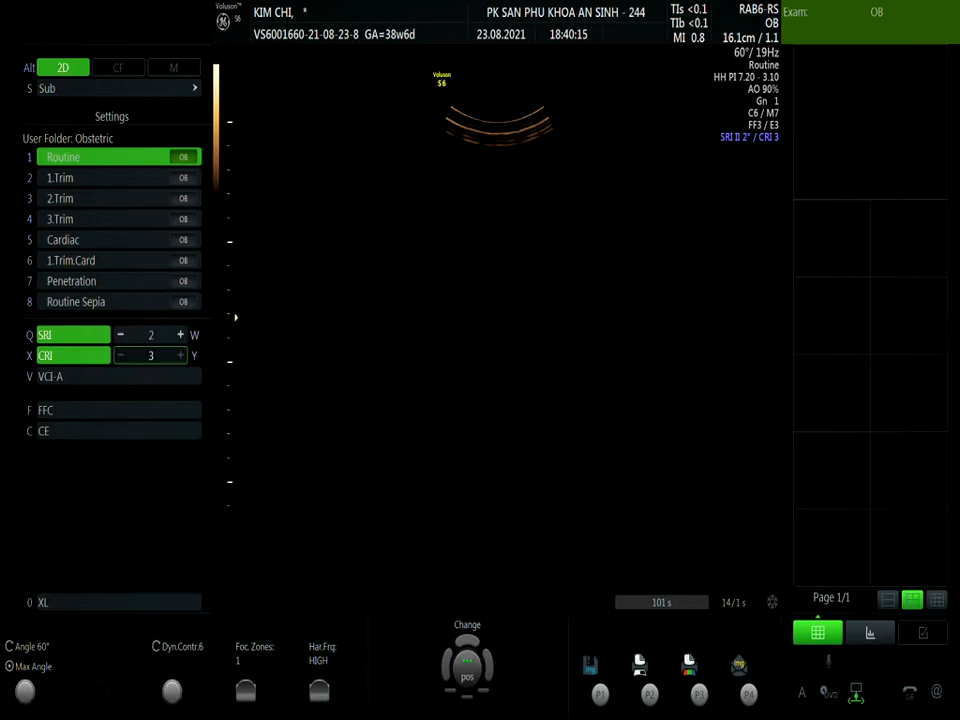 Voluson™
S6
KIM CHI, *
PK SAN PHU KHOA AN SINH - 244
VS6001660-21-08-23-8 GA=38w6d
23.08.2021
18:40:15
TIs <0.1
TIb <0.1
MI 0.8
RAB6-RS
OB
16.1cm / 1.1
60°/ 19Hz
Routine
HH PI 7.20 - 3.10
AO 90%
Gn 1
C6 / M7
FF3 / E3
SRI II 2* / CRI 3
Exam: OB
Voluson
S6
Alt 2D CF M
S Sub
Settings
User Folder: Obstetric
1 Routine OB
2 1.Trim OB
3 2.Trim OB
4 3.Trim OB
5 Cardiac OB
6 1.Trim.Card OB
7 Penetration OB
8 Routine Sepia OB
Q SRI - 2 + W
X CRI - 3 + Y
V VCI-A
F FFC
C CE
0 XL
101 s
14/1 s
Page 1/1
Angle 60°
Max Angle
Dyn.Contr.6
Foc. Zones:
1
Har.Frq:
HIGH
Change
pos
img
P1 P2 P3 P4
A DVD @